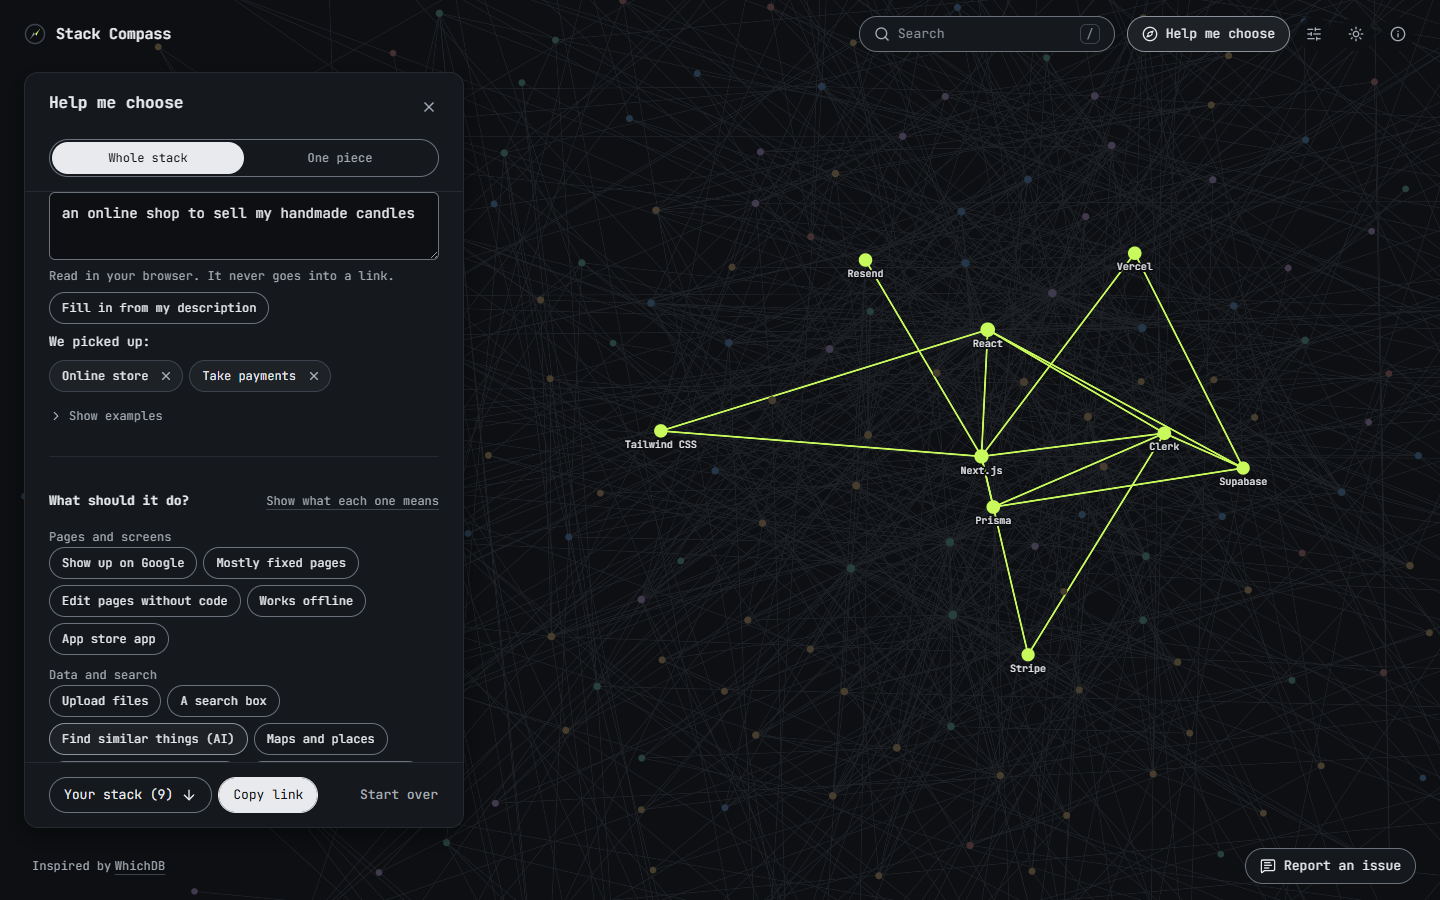 Stack Compass
Search /
Help me choose
Help me choose
Whole stack
One piece
an online shop to sell my handmade candles
Read in your browser. It never goes into a link.
Fill in from my description
We picked up:
Online store
Take payments
Show examples
What should it do?
Show what each one means
Pages and screens
Show up on Google
Mostly fixed pages
Edit pages without code
Works offline
App store app
Data and search
Upload files
A search box
Find similar things (AI)
Maps and places
Your stack (9)
Copy link
Start over
Inspired by WhichDB
Resend
Vercel
React
Tailwind CSS
Clerk
Next.js
Supabase
Prisma
Stripe
Report an issue